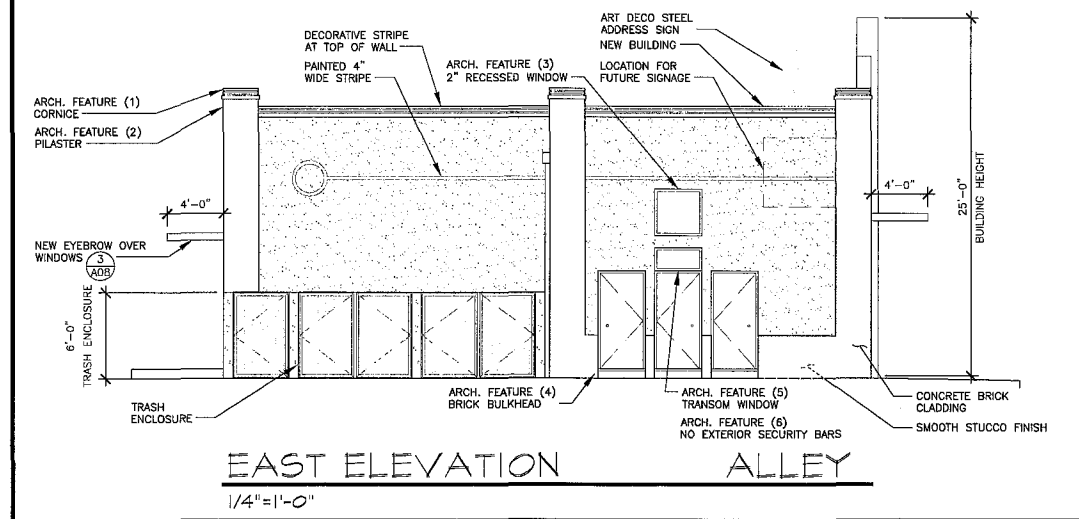 ART DECO STEEL
ADDRESS SIGN
DECORATIVE STRIPE
AT TOP OF WALL
NEW BUILDING
PAINTED 4"
WIDE STRIPE
ARCH. FEATURE (3)
2" RECESSED WINDOW
LOCATION FOR
FUTURE SIGNAGE
ARCH. FEATURE (1)
CORNICE
ARCH. FEATURE (2)
PILASTER
4'-0"
4'-0"
25'-0"
BUILDING HEIGHT
NEW EYEBROW OVER
WINDOWS
3
A08
6'-0"
TRASH ENCLOSURE
TRASH
ENCLOSURE
ARCH. FEATURE (4)
BRICK BULKHEAD
ARCH. FEATURE (5)
TRANSOM WINDOW
ARCH. FEATURE (6)
NO EXTERIOR SECURITY BARS
CONCRETE BRICK
CLADDING
SMOOTH STUCCO FINISH
EAST ELEVATION ALLEY
1/4"=1'-0"